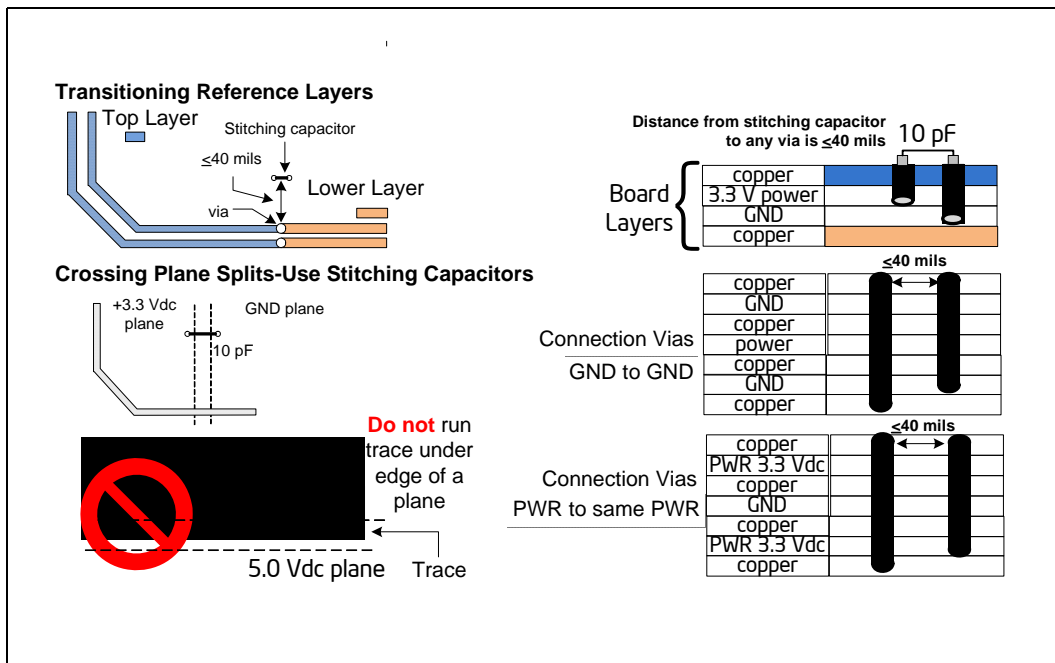 Transitioning Reference Layers
Top Layer
Stitching capacitor
≤40 mils
Lower Layer
via
Distance from stitching capacitor
to any via is ≤40 mils
10 pF
Board
Layers
copper
3.3 V power
GND
copper
Crossing Plane Splits-Use Stitching Capacitors
+3.3 Vdc
plane
GND plane
10 pF
≤40 mils
Connection Vias
GND to GND
copper
GND
copper
power
copper
GND
copper
Do not run
trace under
edge of a
plane
5.0 Vdc plane
Trace
≤40 mils
Connection Vias
PWR to same PWR
copper
PWR 3.3 Vdc
copper
GND
copper
PWR 3.3 Vdc
copper